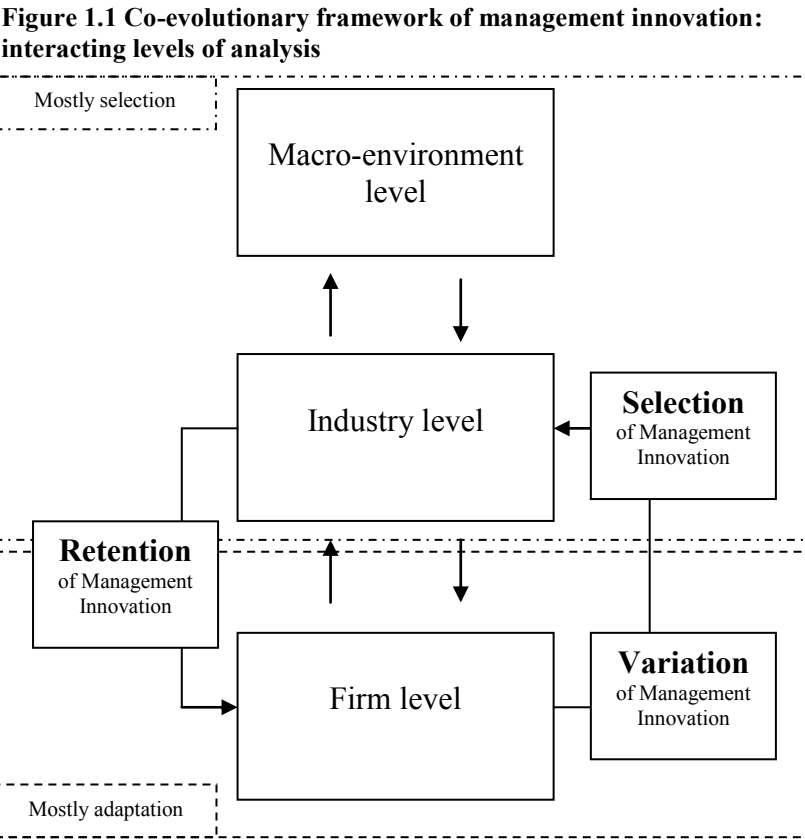 Figure 1.1 Co-evolutionary framework of management innovation:
interacting levels of analysis
Mostly selection
Macro-environment
level
Industry level
Selection
of Management
Innovation
Retention
of Management
Innovation
Firm level
Variation
of Management
Innovation
Mostly adaptation